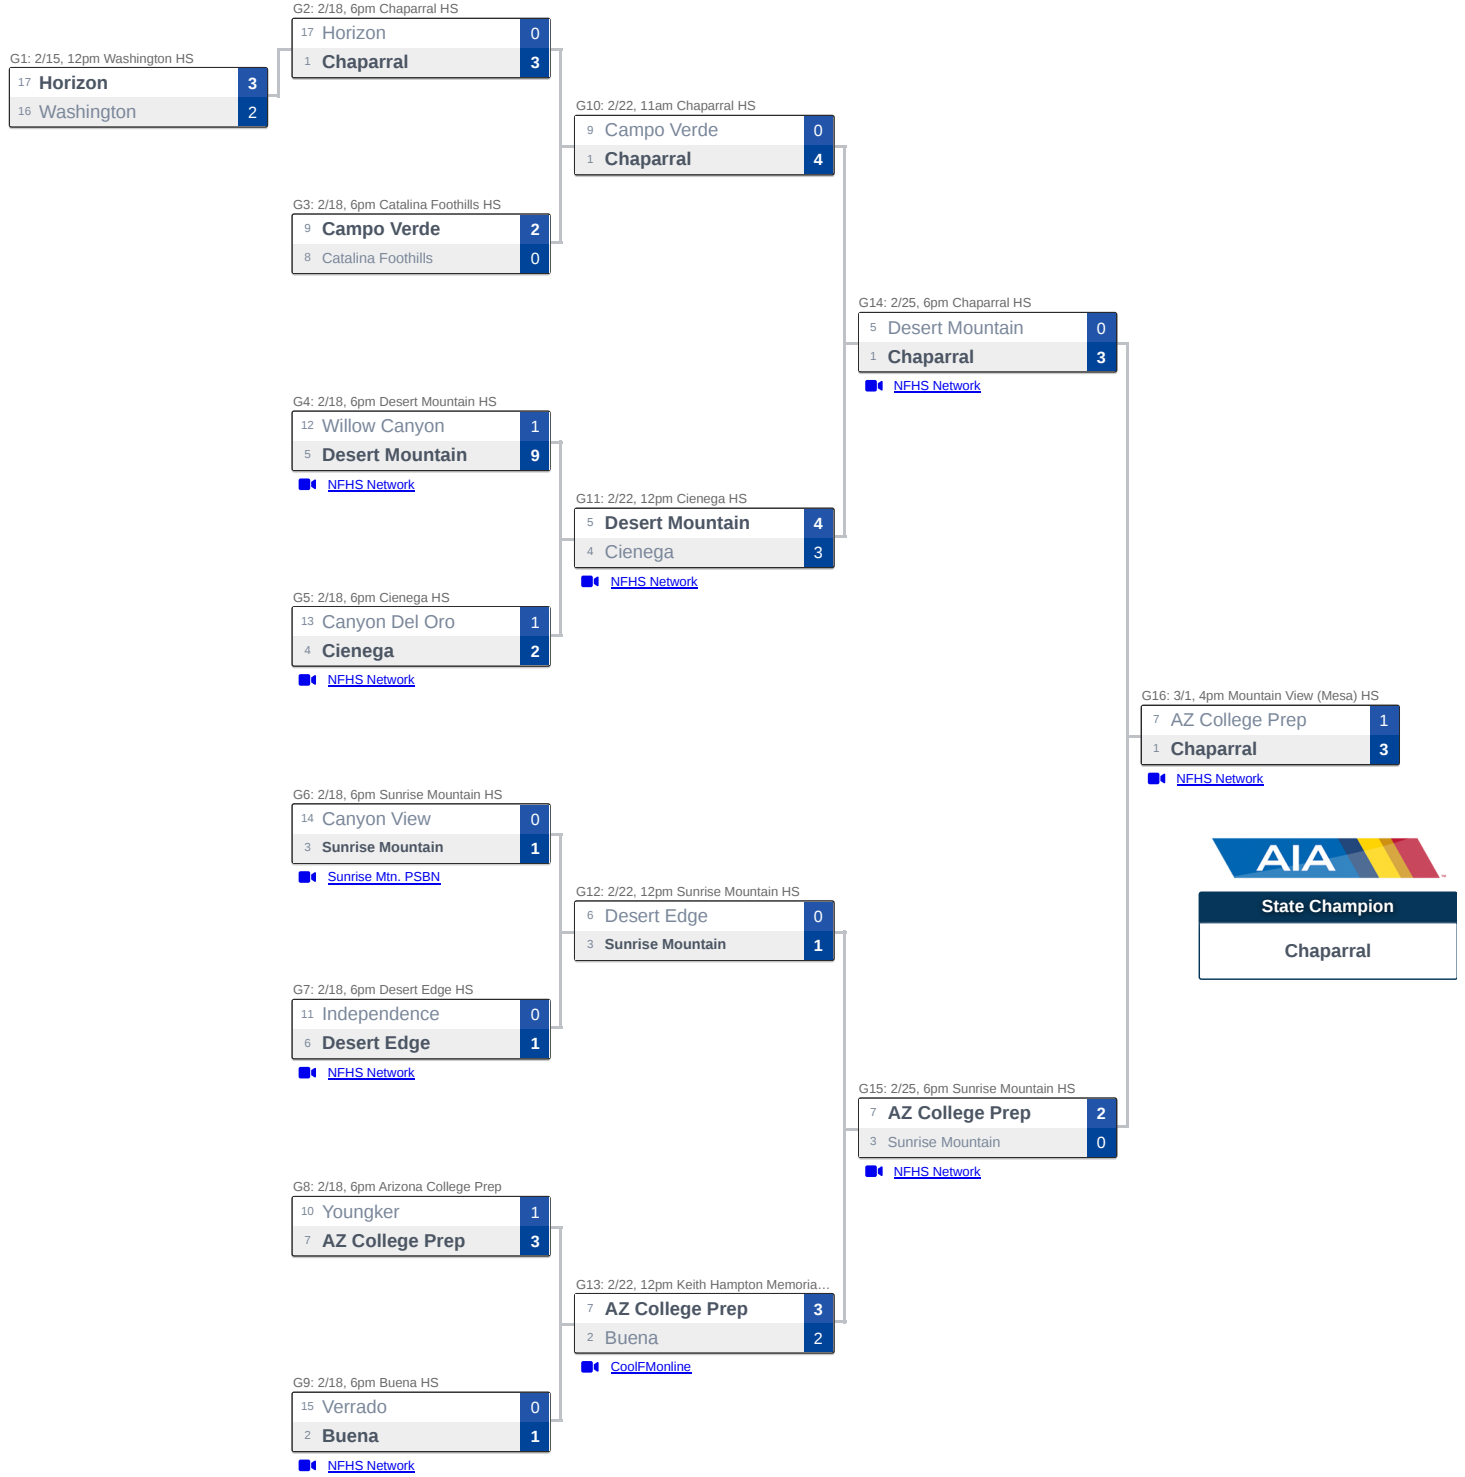 G1: 2/15, 12pm Washington HS
17 Horizon 3
16 Washington 2
G2: 2/18, 6pm Chaparral HS
17 Horizon 0
1 Chaparral 3
G3: 2/18, 6pm Catalina Foothills HS
9 Campo Verde 2
8 Catalina Foothills 0
G4: 2/18, 6pm Desert Mountain HS
12 Willow Canyon 1
5 Desert Mountain 9
NFHS Network
G5: 2/18, 6pm Cienega HS
13 Canyon Del Oro 1
4 Cienega 2
NFHS Network
G6: 2/18, 6pm Sunrise Mountain HS
14 Canyon View 0
3 Sunrise Mountain 1
Sunrise Mtn. PSBN
G7: 2/18, 6pm Desert Edge HS
11 Independence 0
6 Desert Edge 1
NFHS Network
G8: 2/18, 6pm Arizona College Prep
10 Youngker 1
7 AZ College Prep 3
G9: 2/18, 6pm Buena HS
15 Verrado 0
2 Buena 1
NFHS Network
G10: 2/22, 11am Chaparral HS
9 Campo Verde 0
1 Chaparral 4
G11: 2/22, 12pm Cienega HS
5 Desert Mountain 4
4 Cienega 3
NFHS Network
G12: 2/22, 12pm Sunrise Mountain HS
6 Desert Edge 0
3 Sunrise Mountain 1
G13: 2/22, 12pm Keith Hampton Memoria...
7 AZ College Prep 3
2 Buena 2
CoolFMonline
G14: 2/25, 6pm Chaparral HS
5 Desert Mountain 0
1 Chaparral 3
NFHS Network
G15: 2/25, 6pm Sunrise Mountain HS
7 AZ College Prep 2
3 Sunrise Mountain 0
NFHS Network
G16: 3/1, 4pm Mountain View (Mesa) HS
7 AZ College Prep 1
1 Chaparral 3
NFHS Network
AIA
State Champion
Chaparral